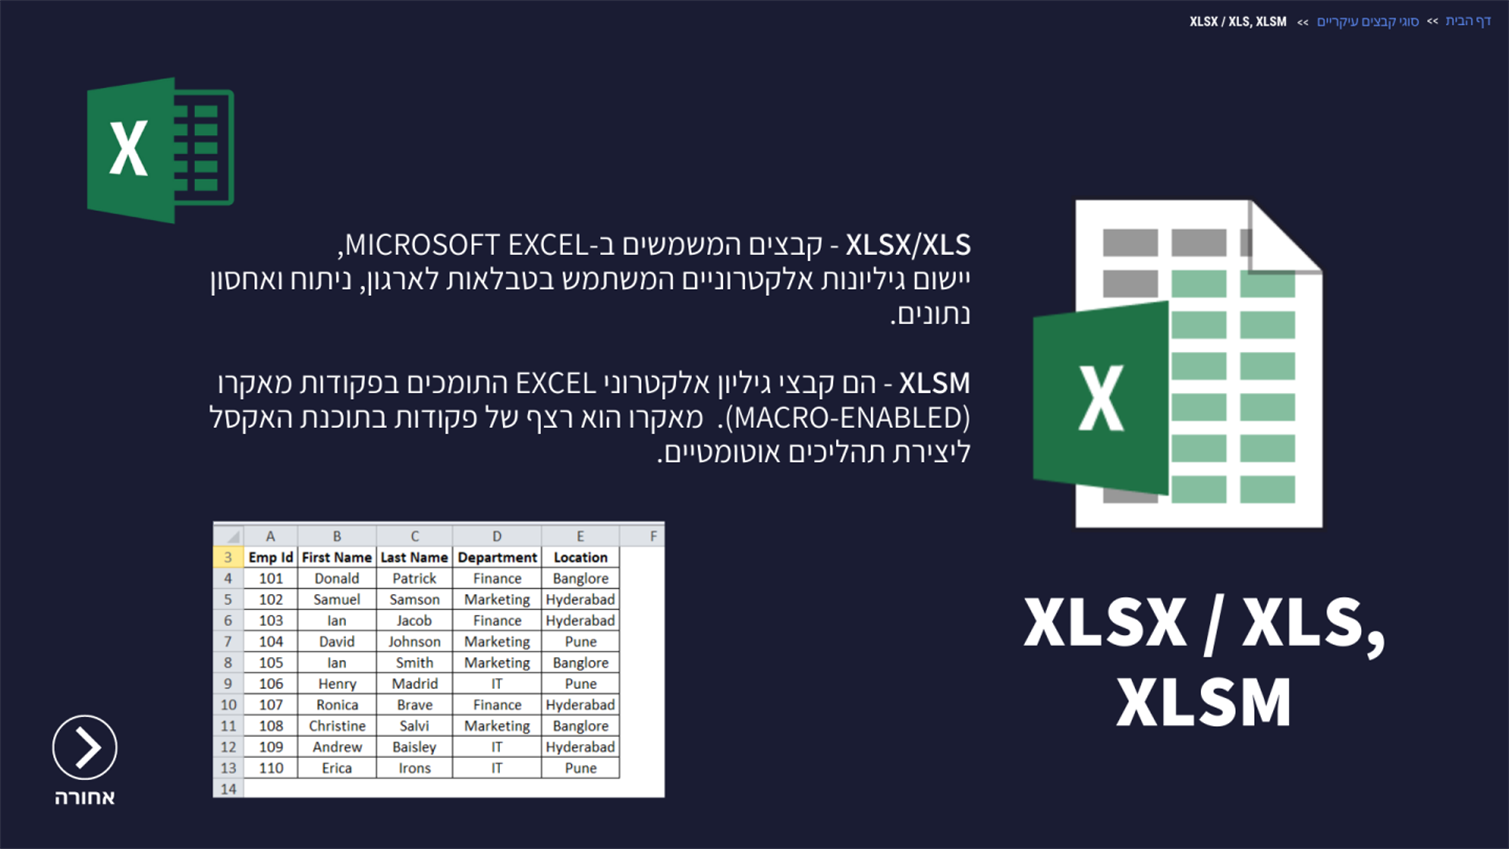 דף הבית >> סוגי קבצים עיקריים >> XLSX / XLS, XLSM
X
XLSX/XLS - קבצים המשמשים ב-MICROSOFT EXCEL,
יישום גיליונות אלקטרוניים המשתמש בטבלאות לארגון, ניתוח ואחסון
נתונים.
XLSM - הם קבצי גיליון אלקטרוני EXCEL התומכים בפקודות מאקרו
(MACRO-ENABLED). מאקרו הוא רצף של פקודות בתוכנת האקסל
ליצירת תהליכים אוטומטיים.
X
XLSX / XLS,
XLSM
A B C D E F
3 Emp Id First Name Last Name Department Location
4 101 Donald Patrick Finance Banglore
5 102 Samuel Samson Marketing Hyderabad
6 103 Ian Jacob Finance Hyderabad
7 104 David Johnson Marketing Pune
8 105 Ian Smith Marketing Banglore
9 106 Henry Madrid IT Pune
10 107 Ronica Brave Finance Hyderabad
11 108 Christine Salvi Marketing Banglore
12 109 Andrew Baisley IT Hyderabad
13 110 Erica Irons IT Pune
14
אחורה